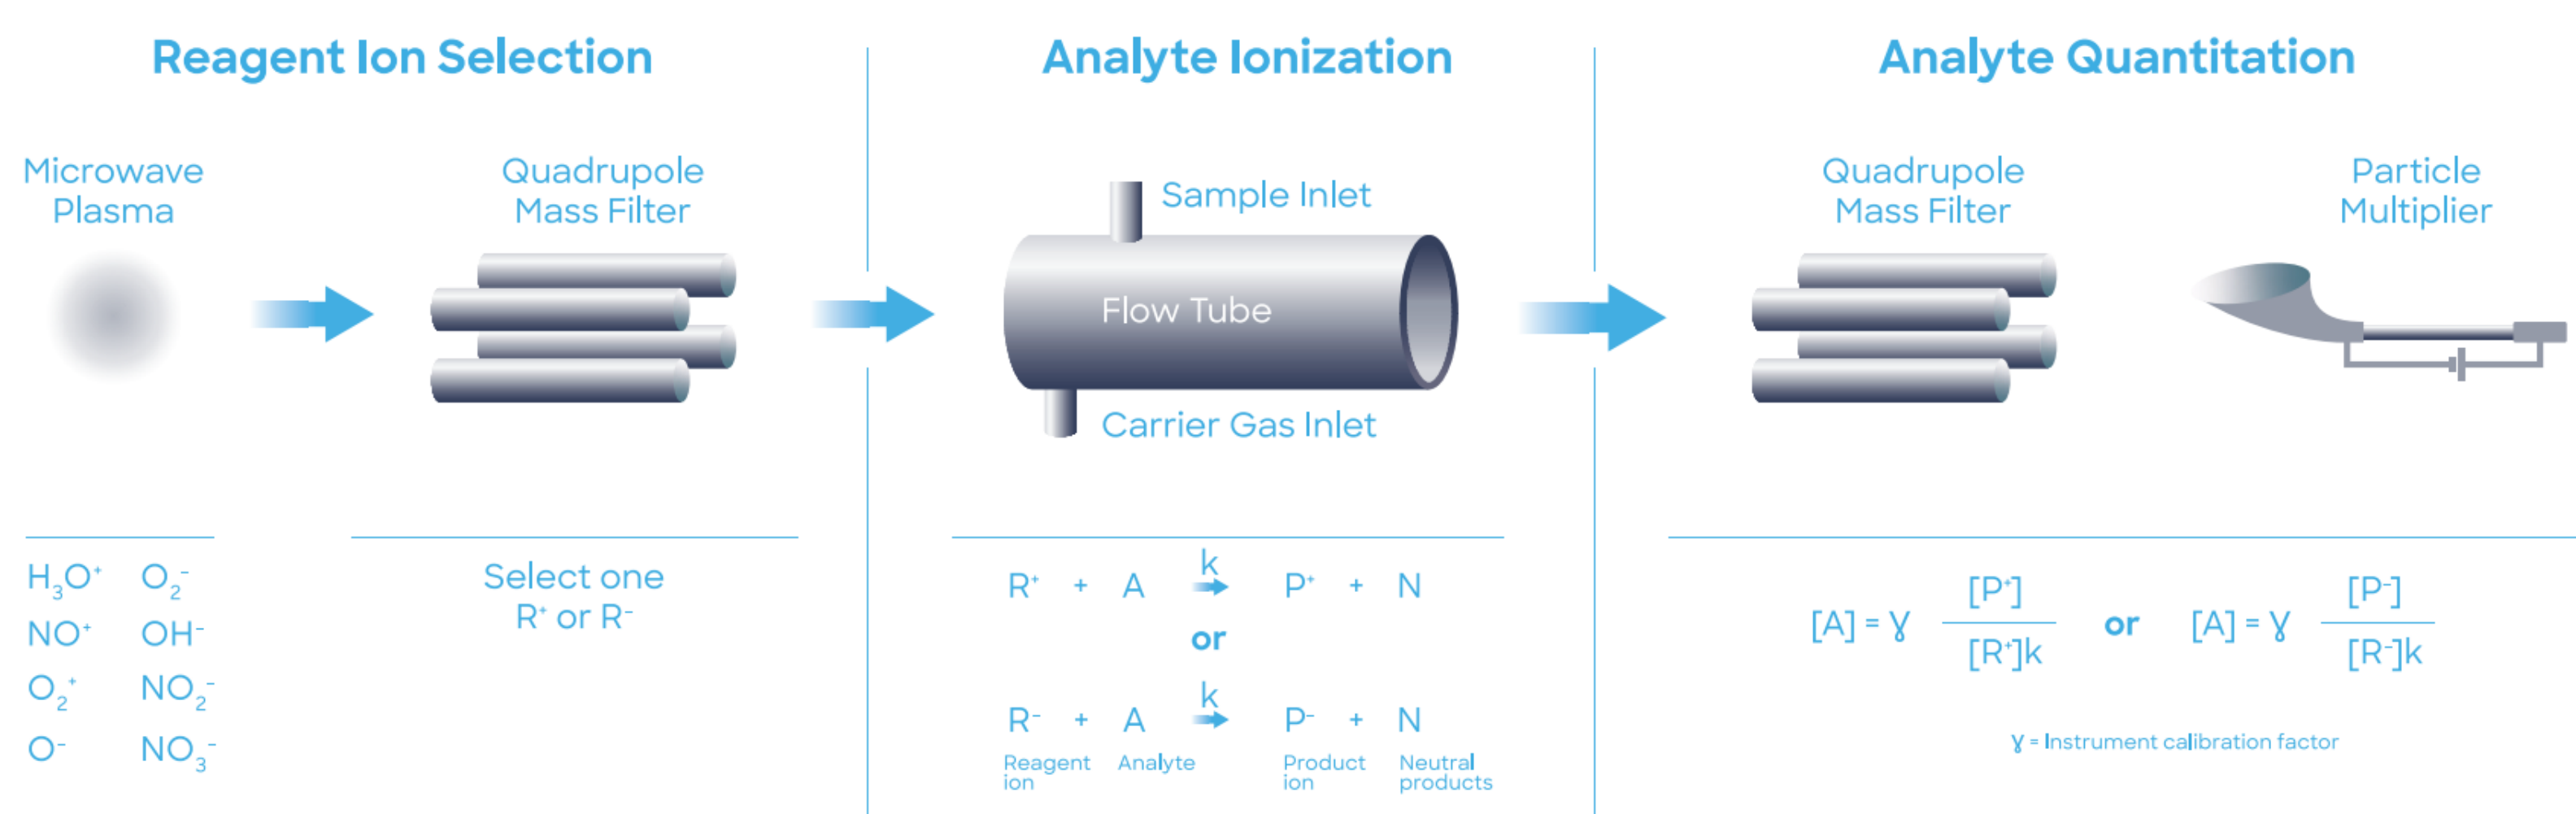 Reagent Ion Selection
Microwave
Plasma
Quadrupole
Mass Filter
H₃O⁺ O₂⁻
NO⁺ OH⁻
O₂⁺ NO₂⁻
O⁻ NO₃⁻
Select one
R⁺ or R⁻
Analyte Ionization
Sample Inlet
Flow Tube
Carrier Gas Inlet
k
R⁺ + A → P⁺ + N
or
k
R⁻ + A → P⁻ + N
Reagent ion
Analyte
Product ion
Neutral products
Analyte Quantitation
Quadrupole
Mass Filter
Particle
Multiplier
[A] = γ [P⁺] / [R⁺]k or [A] = γ [P⁻] / [R⁻]k
γ = Instrument calibration factor